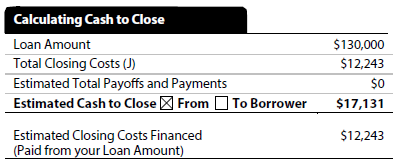 Calculating Cash to Close
Loan Amount $130,000
Total Closing Costs (J) $12,243
Estimated Total Payoffs and Payments $0
Estimated Cash to Close ☒ From ☐ To Borrower $17,131
Estimated Closing Costs Financed $12,243
(Paid from your Loan Amount)